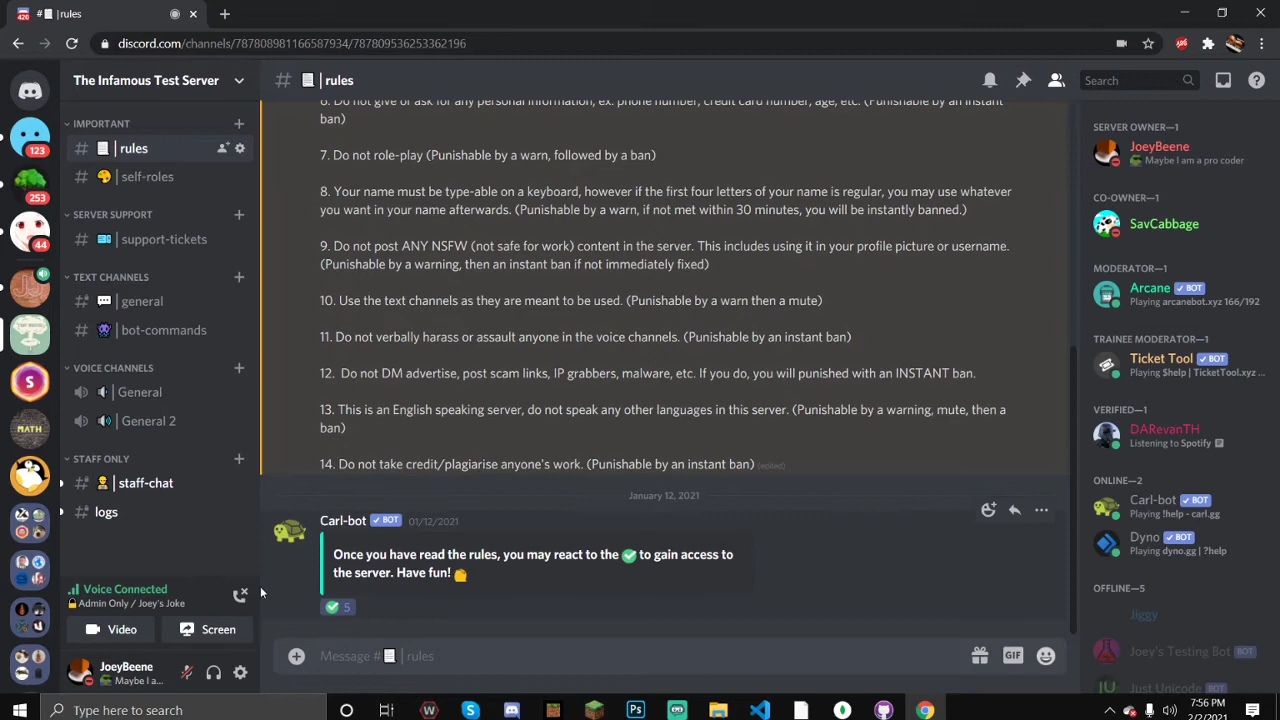 420
# | rules
discord.com/channels/787808981166587934/787809536253362196
The Infamous Test Server
# | rules
Search
123
253
44
MATH
IMPORTANT
# | rules
# self-roles
SERVER SUPPORT
# support-tickets
TEXT CHANNELS
# general
# bot-commands
VOICE CHANNELS
General
General 2
STAFF ONLY
# staff-chat
# logs
Voice Connected
Admin Only / Joey's Joke
Video
Screen
JoeyBeene
Maybe I a...
6. Do not give or ask for any personal information, ex. phone number, credit card number, age, etc. (Punishable by an instant
ban)
7. Do not role-play (Punishable by a warn, followed by a ban)
8. Your name must be type-able on a keyboard, however if the first four letters of your name is regular, you may use whatever
you want in your name afterwards. (Punishable by a warn, if not met within 30 minutes, you will be instantly banned.)
9. Do not post ANY NSFW (not safe for work) content in the server. This includes using it in your profile picture or username.
(Punishable by a warning, then an instant ban if not immediately fixed)
10. Use the text channels as they are meant to be used. (Punishable by a warn then a mute)
11. Do not verbally harass or assault anyone in the voice channels. (Punishable by an instant ban)
12. Do not DM advertise, post scam links, IP grabbers, malware, etc. If you do, you will punished with an INSTANT ban.
13. This is an English speaking server, do not speak any other languages in this server. (Punishable by a warning, mute, then a
ban)
14. Do not take credit/plagiarise anyone's work. (Punishable by an instant ban) (edited)
January 12, 2021
Carl-bot ✓ BOT 01/12/2021
Once you have read the rules, you may react to the ✅ to gain access to
the server. Have fun!
✅ 5
Message # | rules
GIF
SERVER OWNER—1
JoeyBeene
Maybe I am a pro coder
CO-OWNER—1
SavCabbage
MODERATOR—1
Arcane ✓ BOT
Playing arcanebot.xyz 166/192
TRAINEE MODERATOR—1
Ticket Tool ✓ BOT
Playing $help | TicketTool.xyz ...
VERIFIED—1
DARevanTH
Listening to Spotify
ONLINE—2
Carl-bot ✓ BOT
Playing !help - carl.gg
Dyno ✓ BOT
Playing dyno.gg | ?help
OFFLINE—5
Jiggy
Joey's Testing Bot BOT
Just Unicode BOT
Type here to search
7:56 PM
2/2/2021